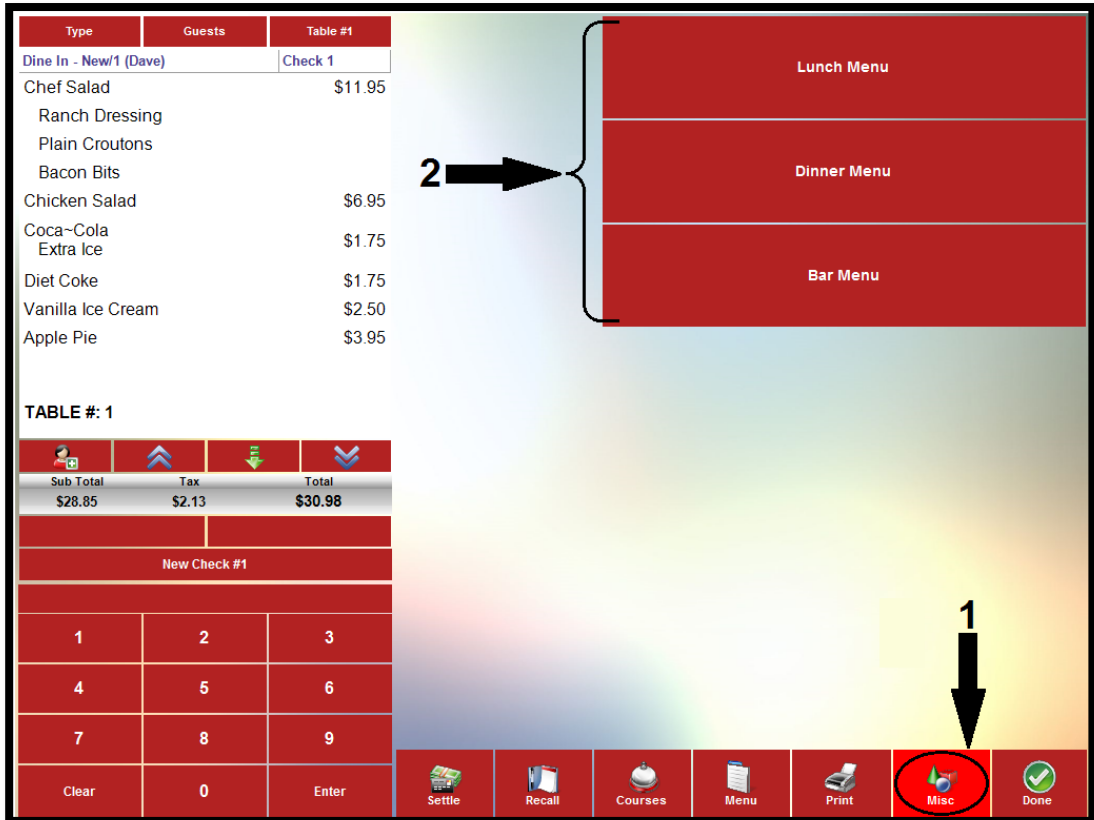 Type Guests Table #1
Dine In - New/1 (Dave) Check 1
Chef Salad $11.95
Ranch Dressing
Plain Croutons
Bacon Bits
Chicken Salad $6.95
Coca~Cola
Extra Ice $1.75
Diet Coke $1.75
Vanilla Ice Cream $2.50
Apple Pie $3.95
TABLE #: 1
Sub Total Tax Total
$28.85 $2.13 $30.98
New Check #1
1 2 3
4 5 6
7 8 9
Clear 0 Enter
2
Lunch Menu
Dinner Menu
Bar Menu
1
Settle Recall Courses Menu Print Misc Done